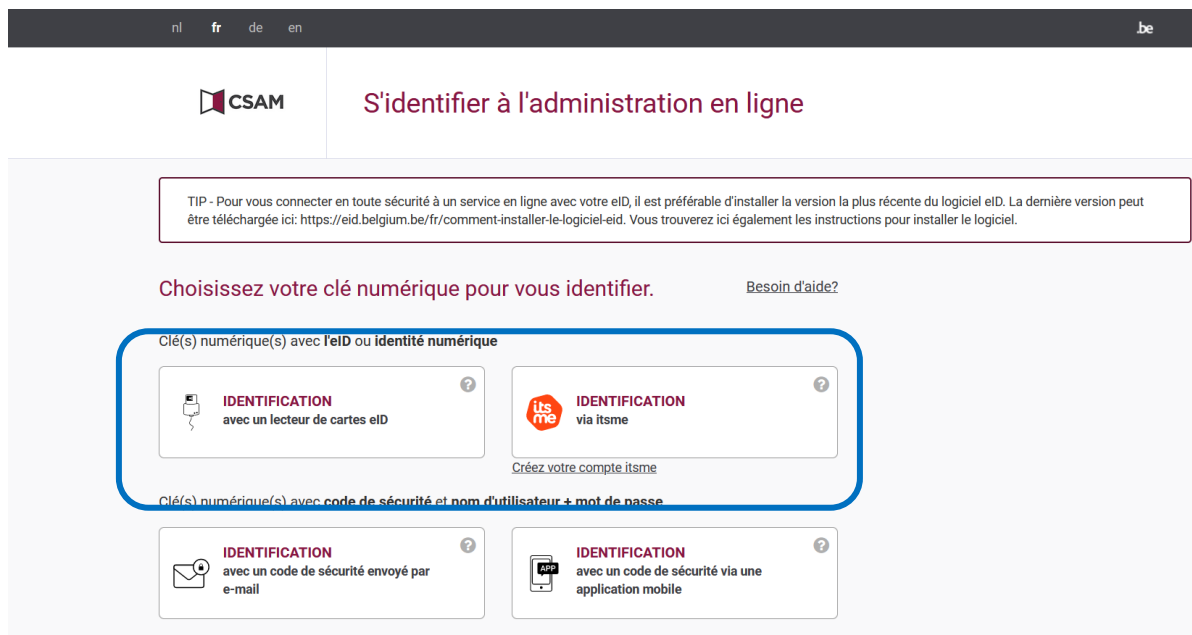 nl fr de en .be
CSAM
S'identifier à l'administration en ligne
TIP - Pour vous connecter en toute sécurité à un service en ligne avec votre eID, il est préférable d'installer la version la plus récente du logiciel eID. La dernière version peut
être téléchargée ici: https://eid.belgium.be/fr/comment-installer-le-logiciel-eid. Vous trouverez ici également les instructions pour installer le logiciel.
Choisissez votre clé numérique pour vous identifier.
Besoin d'aide?
Clé(s) numérique(s) avec l'eID ou identité numérique
?
IDENTIFICATION
avec un lecteur de cartes eID
?
its
me
IDENTIFICATION
via itsme
Créez votre compte itsme
Clé(s) numérique(s) avec code de sécurité et nom d'utilisateur + mot de passe
?
IDENTIFICATION
avec un code de sécurité envoyé par
e-mail
?
APP
IDENTIFICATION
avec un code de sécurité via une
application mobile